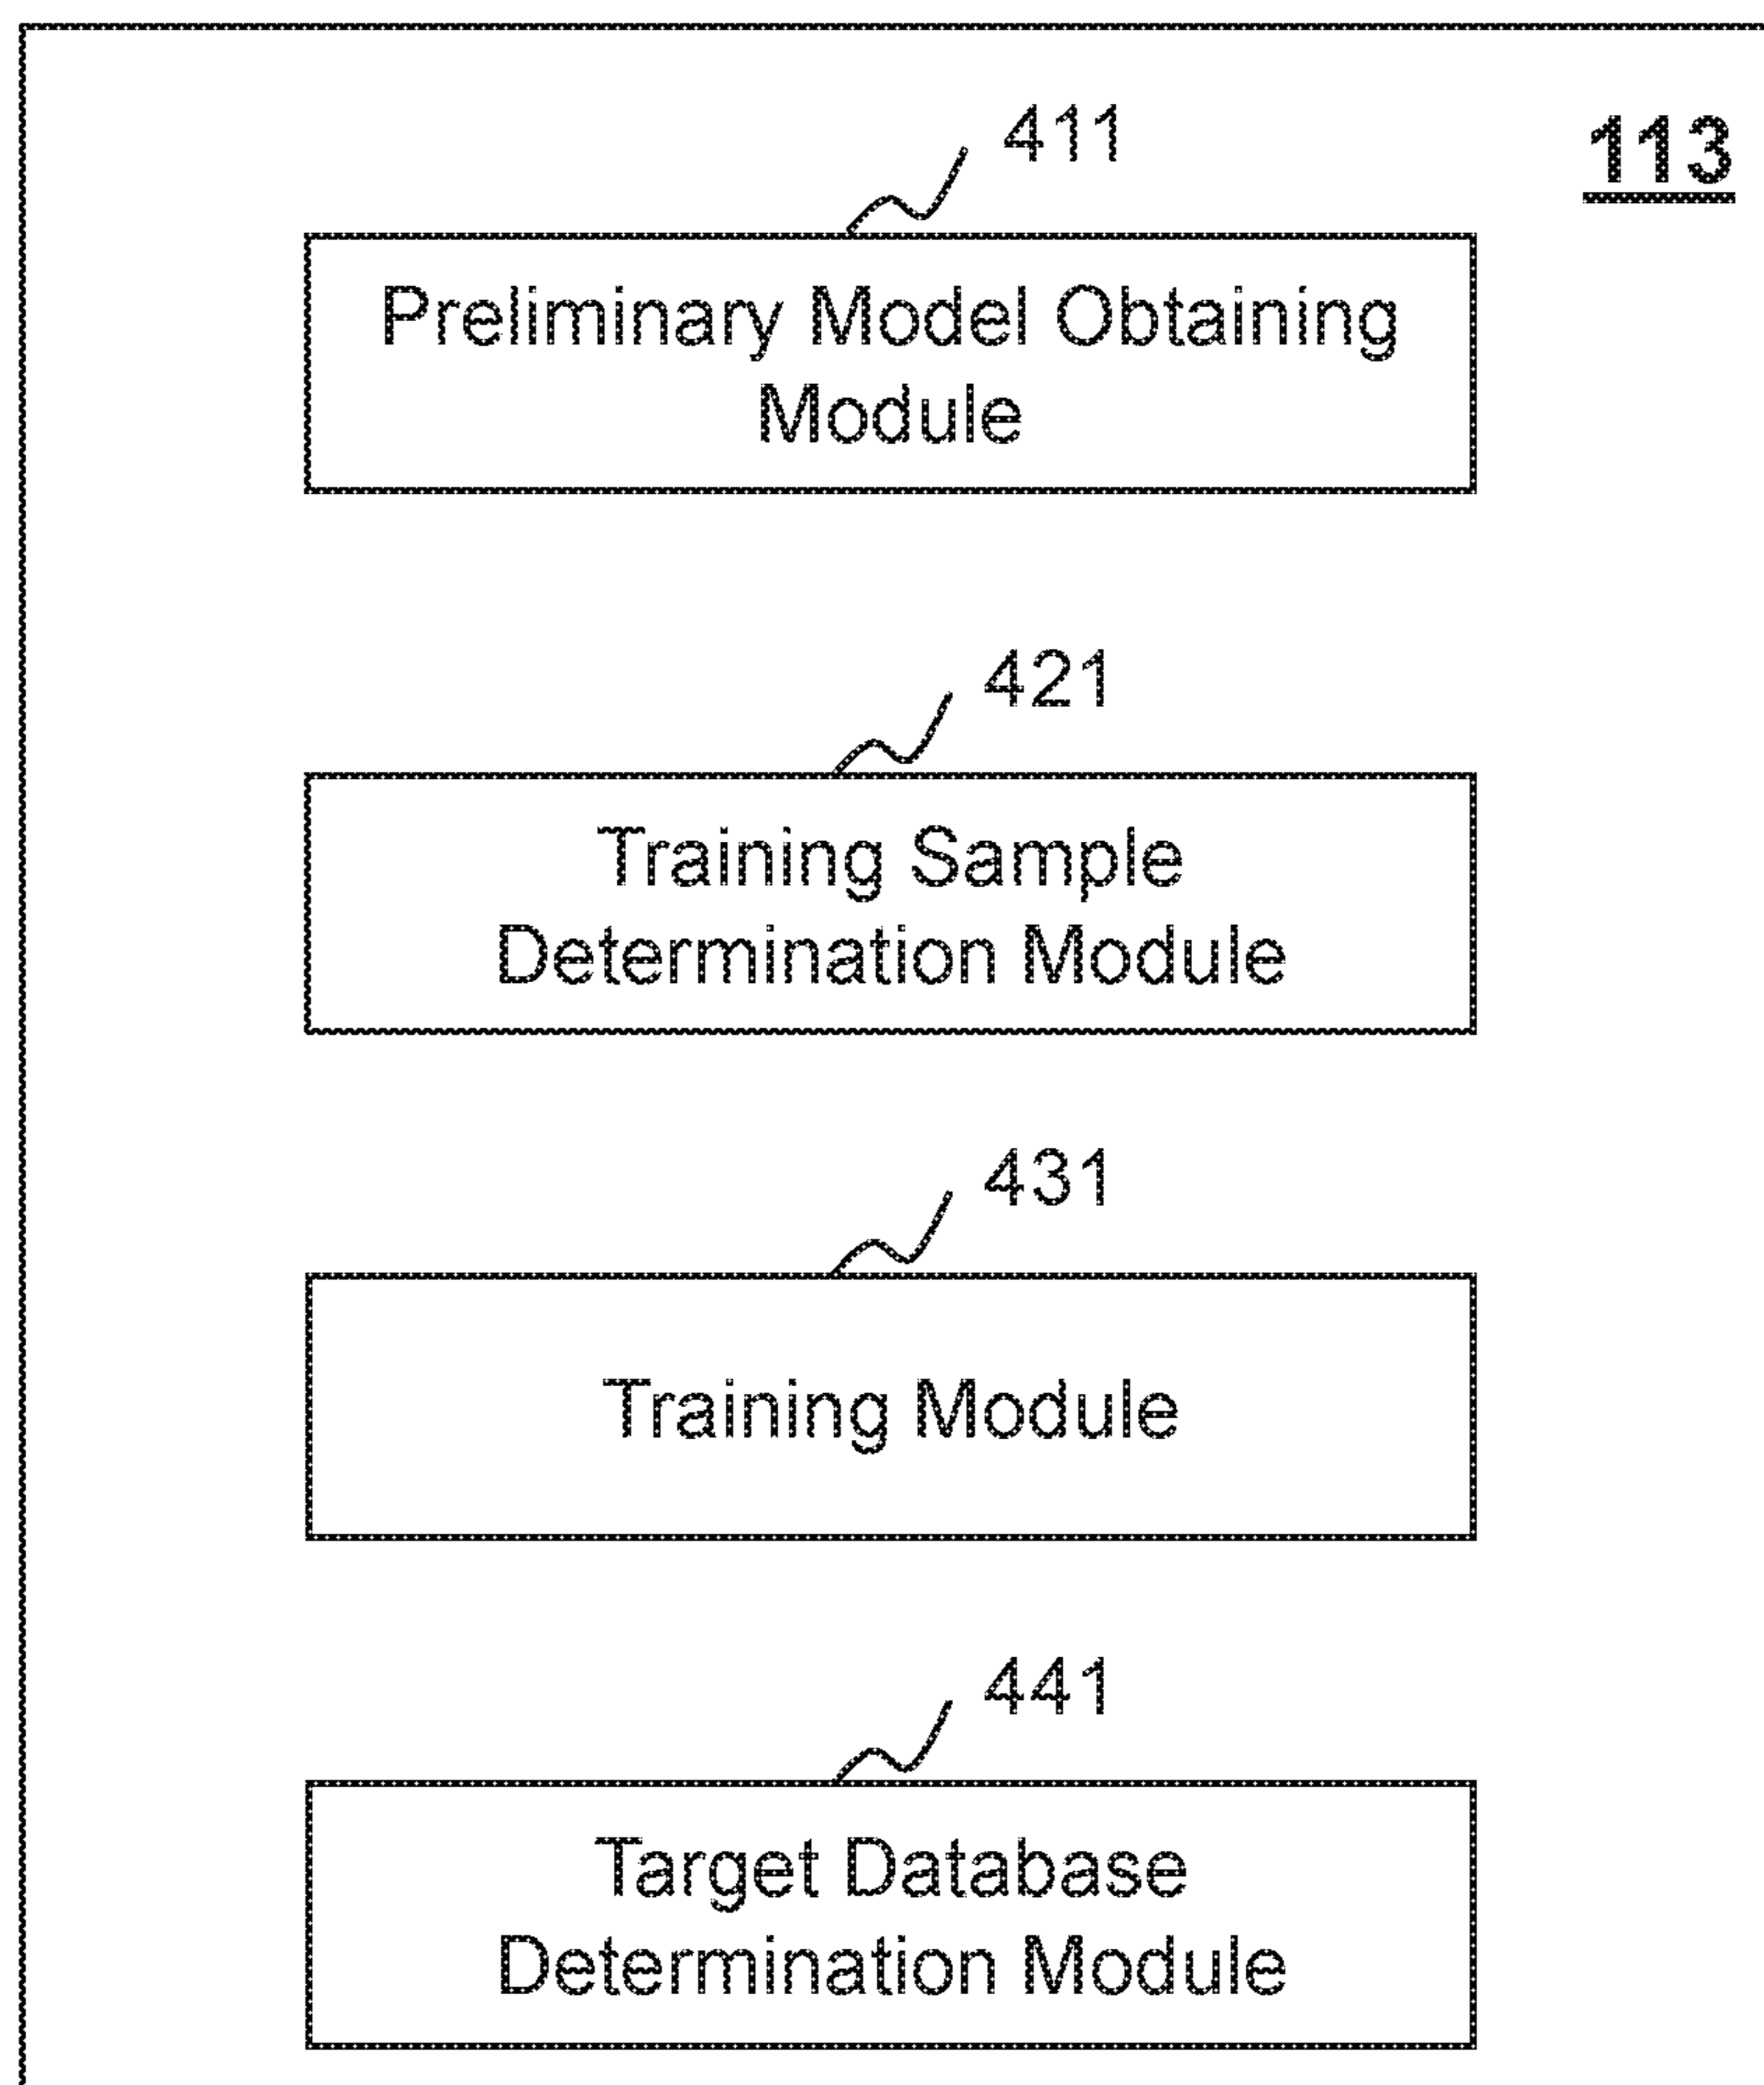 411
113
Preliminary Model Obtaining
Module
421
Training Sample
Determination Module
431
Training Module
441
Target Database
Determination Module